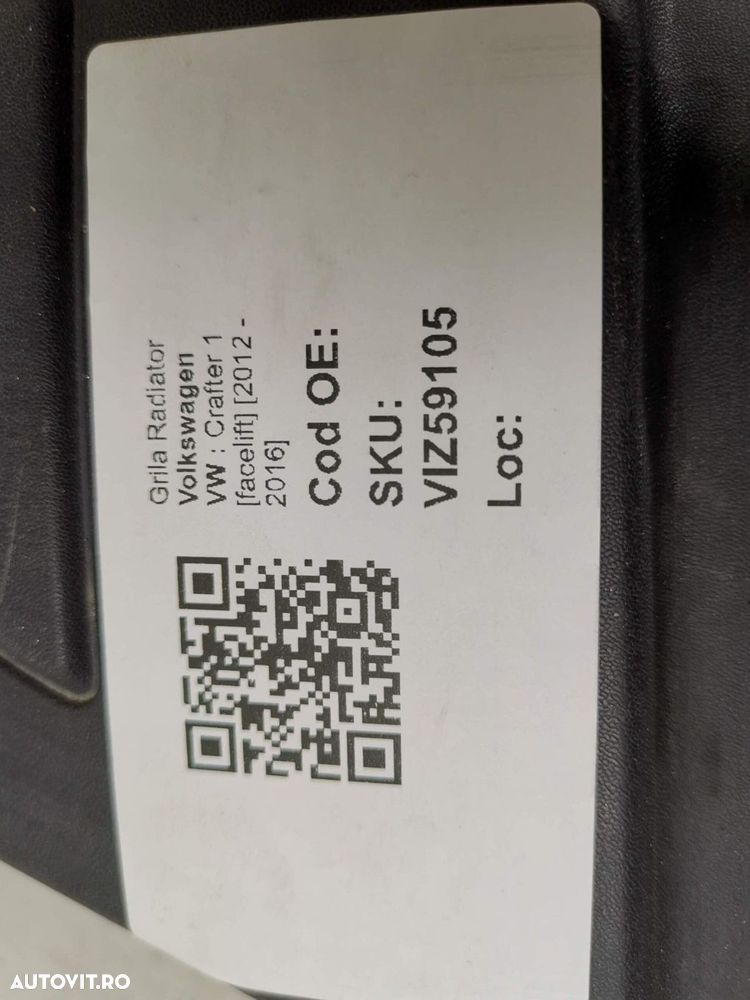 Grila Radiator
Volkswagen
VW : Crafter 1
[facelift] [2012 -
2016]
Cod OE:
SKU:
VIZ59105
Loc:
AUTOVIT.RO